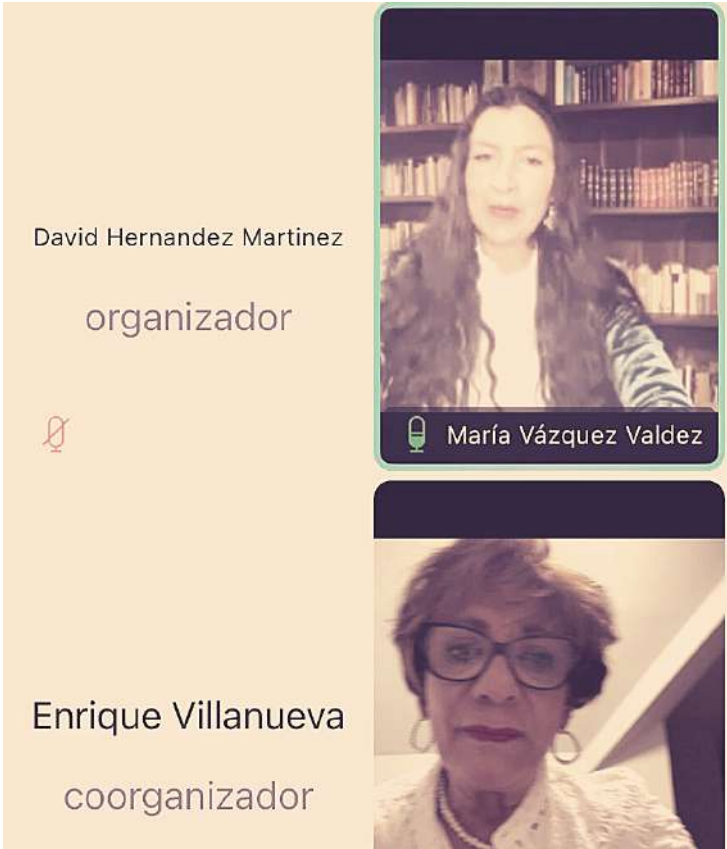 David Hernandez Martinez
organizador
María Vázquez Valdez
Enrique Villanueva
coorganizador